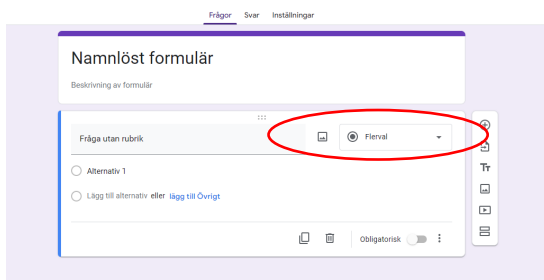 Frågor Svar Inställningar
Namnlöst formulär
Beskrivning av formulär
Fråga utan rubrik
Flerval
Alternativ 1
Lägg till alternativ eller lägg till Övrigt
Obligatorisk
Tт